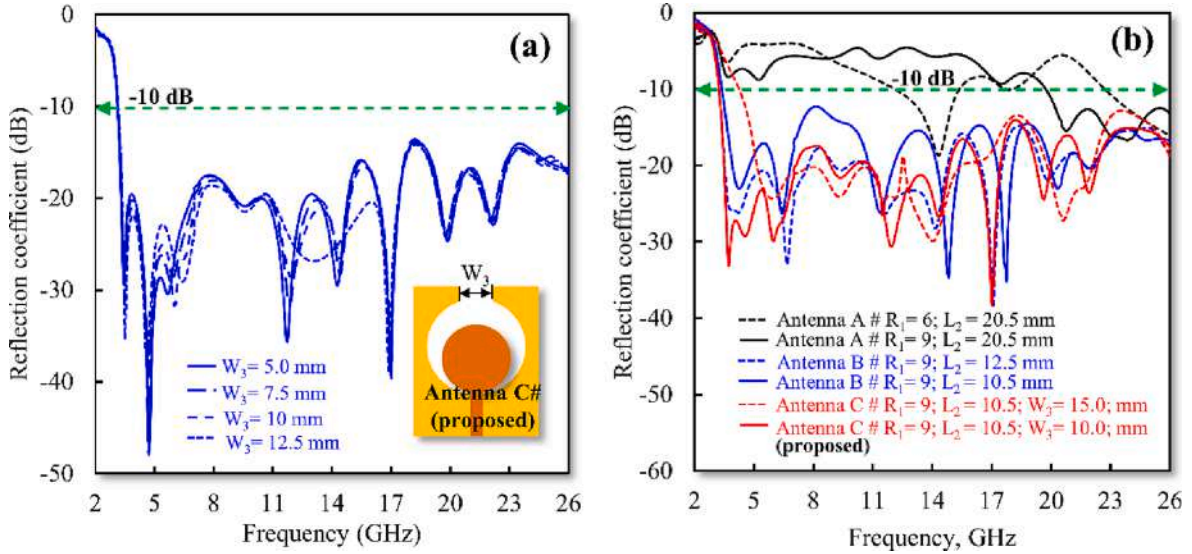 (a)
0
-10
-20
-30
-40
-50
Reflection coefficient (dB)
-10 dB
W₃
Antenna C#
(proposed)
W₃= 5.0 mm
W₃= 7.5 mm
W₃= 10 mm
W₃= 12.5 mm
2 5 8 11 14 17 20 23 26
Frequency (GHz)
(b)
0
-10
-20
-30
-40
-50
-60
Reflection coefficient (dB)
-10 dB
Antenna A # R₁= 6; L₂ = 20.5 mm
Antenna A # R₁= 9; L₂ = 20.5 mm
Antenna B # R₁= 9; L₂ = 12.5 mm
Antenna B # R₁= 9; L₂ = 10.5 mm
Antenna C # R₁= 9; L₂ = 10.5; W₃= 15.0; mm
Antenna C # R₁= 9; L₂ = 10.5; W₃= 10.0; mm
(proposed)
2 5 8 11 14 17 20 23 26
Frequency, GHz